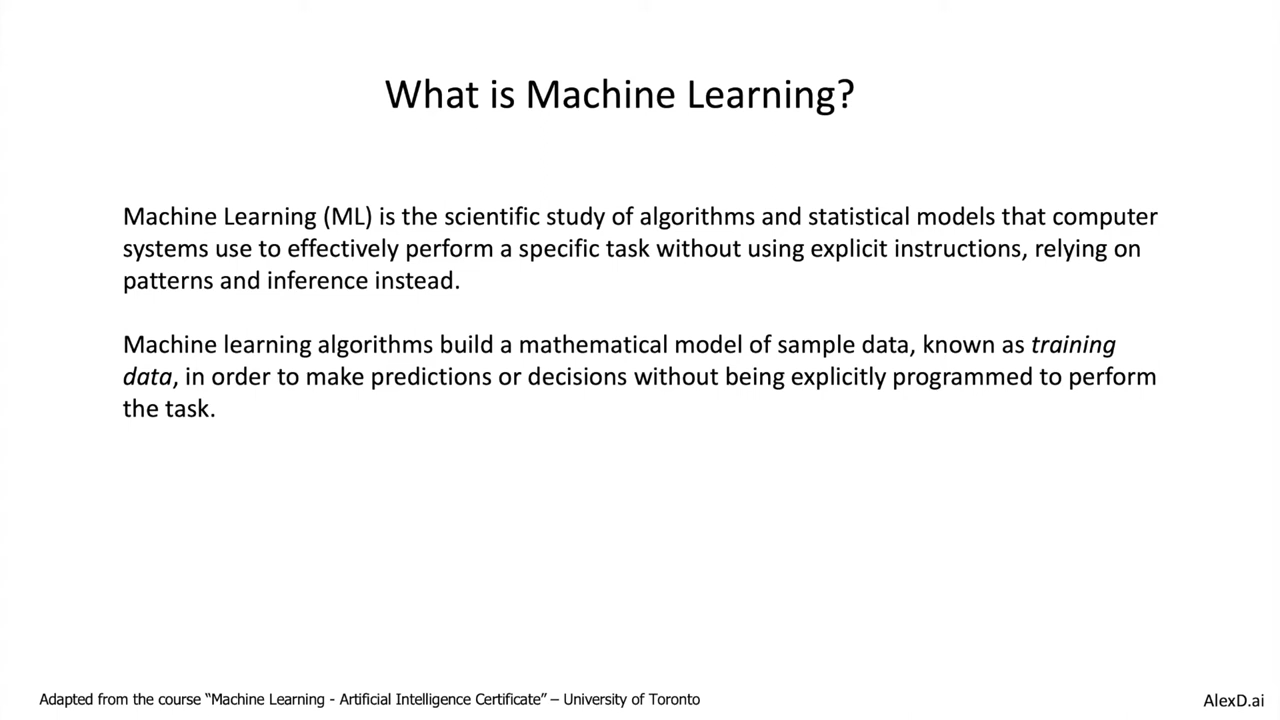 What is Machine Learning?
Machine Learning (ML) is the scientific study of algorithms and statistical models that computer
systems use to effectively perform a specific task without using explicit instructions, relying on
patterns and inference instead.
Machine learning algorithms build a mathematical model of sample data, known as training
data, in order to make predictions or decisions without being explicitly programmed to perform
the task.
Adapted from the course “Machine Learning - Artificial Intelligence Certificate” – University of Toronto
AlexD.ai